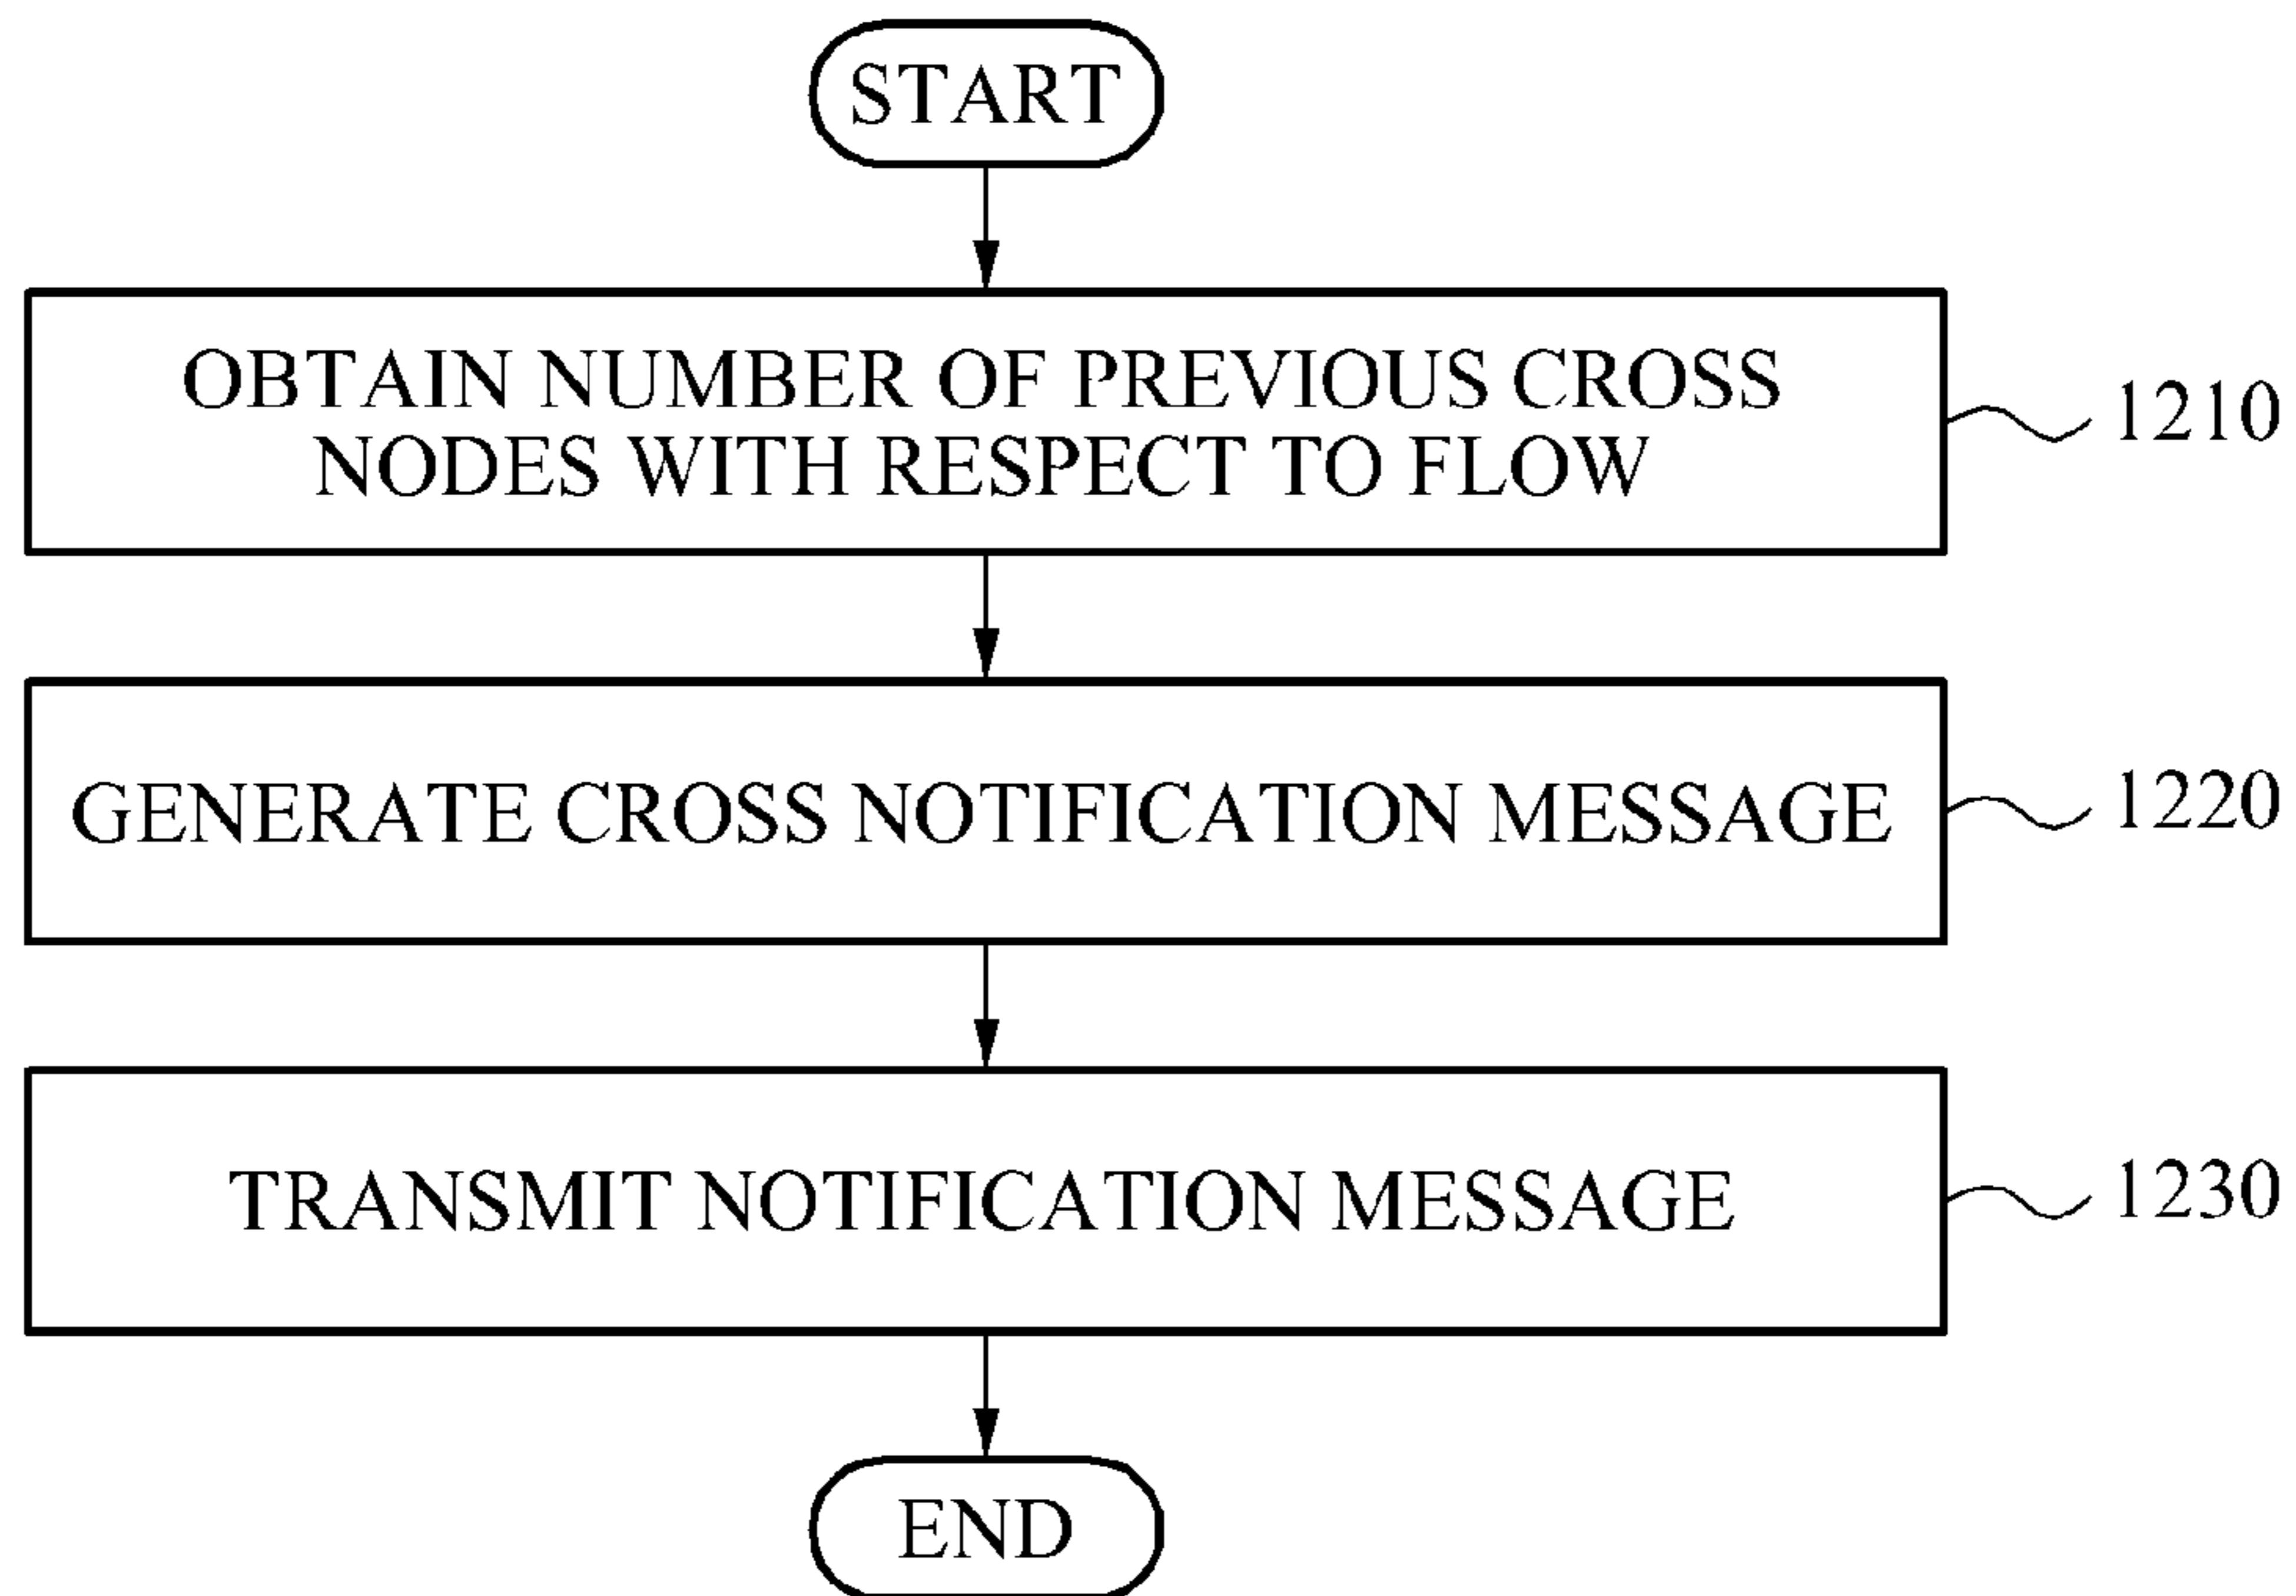 START
OBTAIN NUMBER OF PREVIOUS CROSS
NODES WITH RESPECT TO FLOW
1210
GENERATE CROSS NOTIFICATION MESSAGE
1220
TRANSMIT NOTIFICATION MESSAGE
1230
END